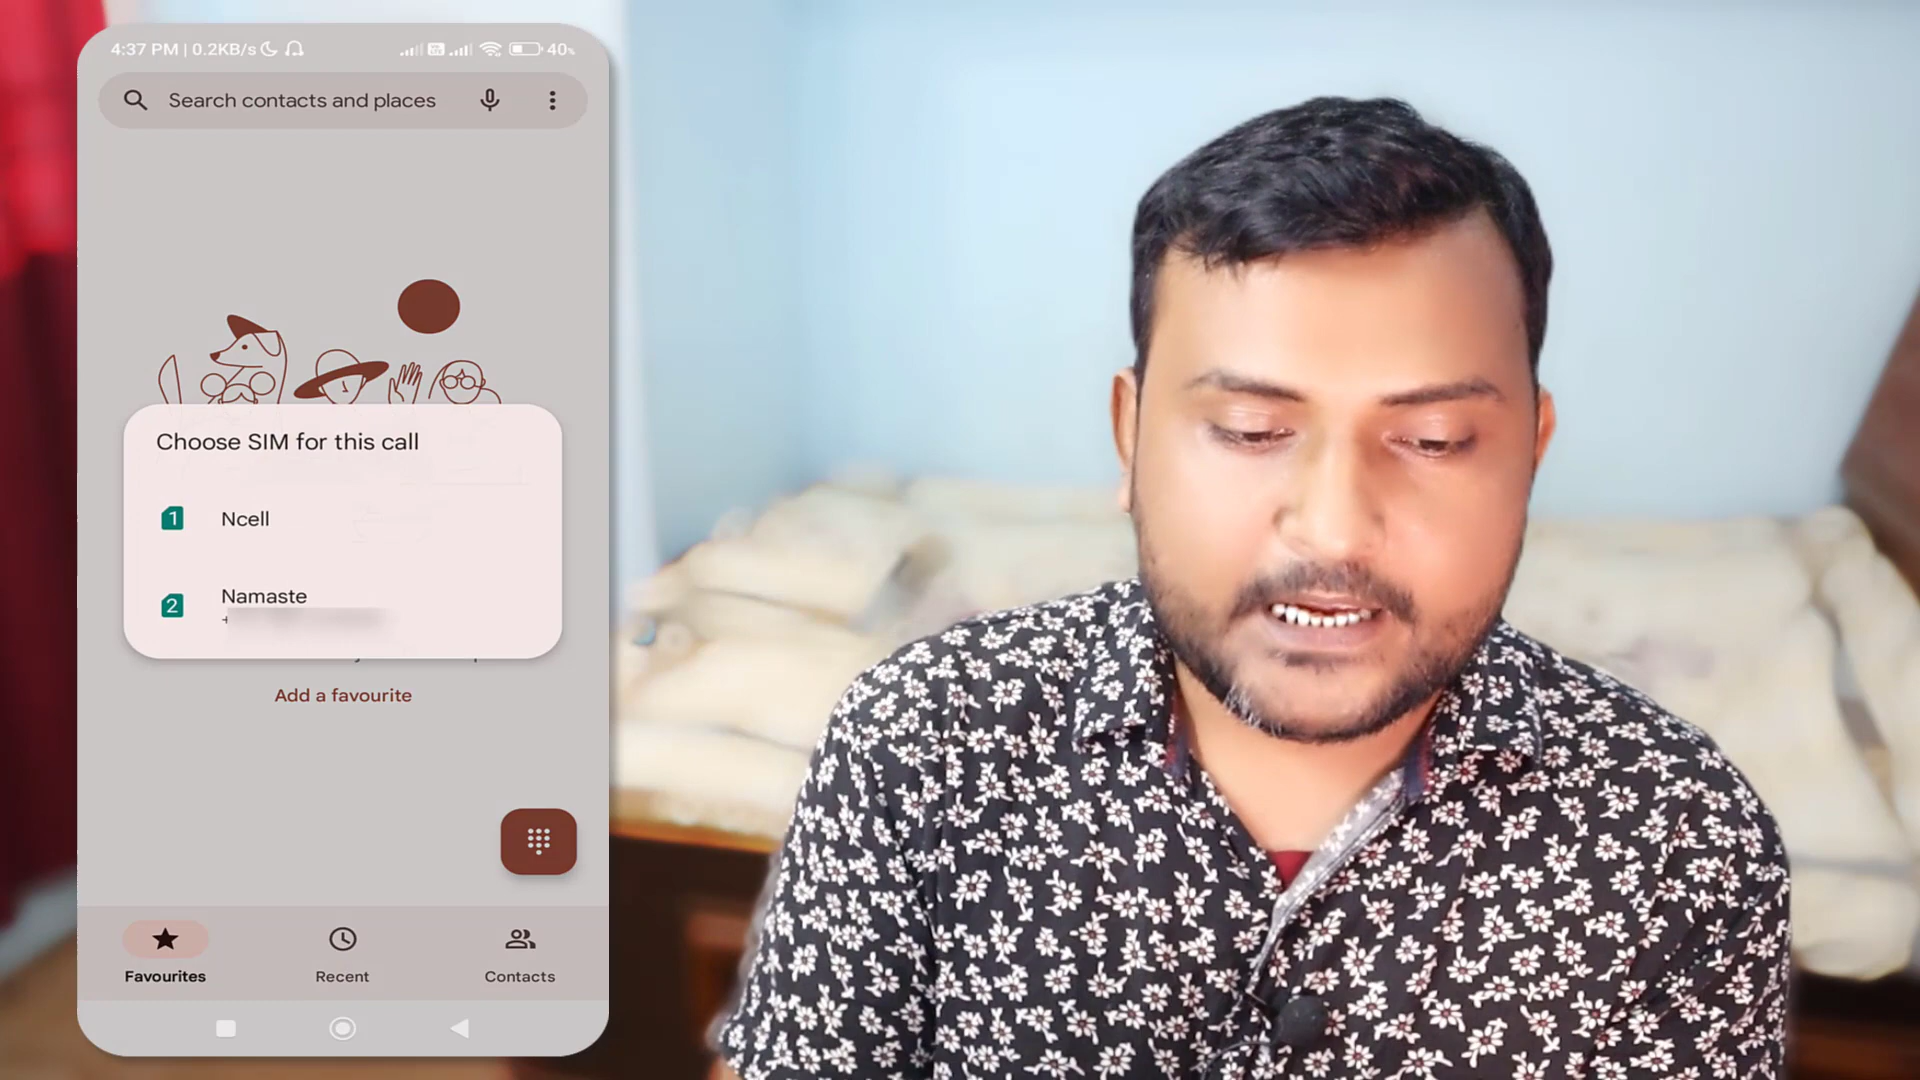 4:37 PM | 0.2KB/s 40%
Search contacts and places
Choose SIM for this call
1 Ncell
2 Namaste
+
Add a favourite
Favourites Recent Contacts